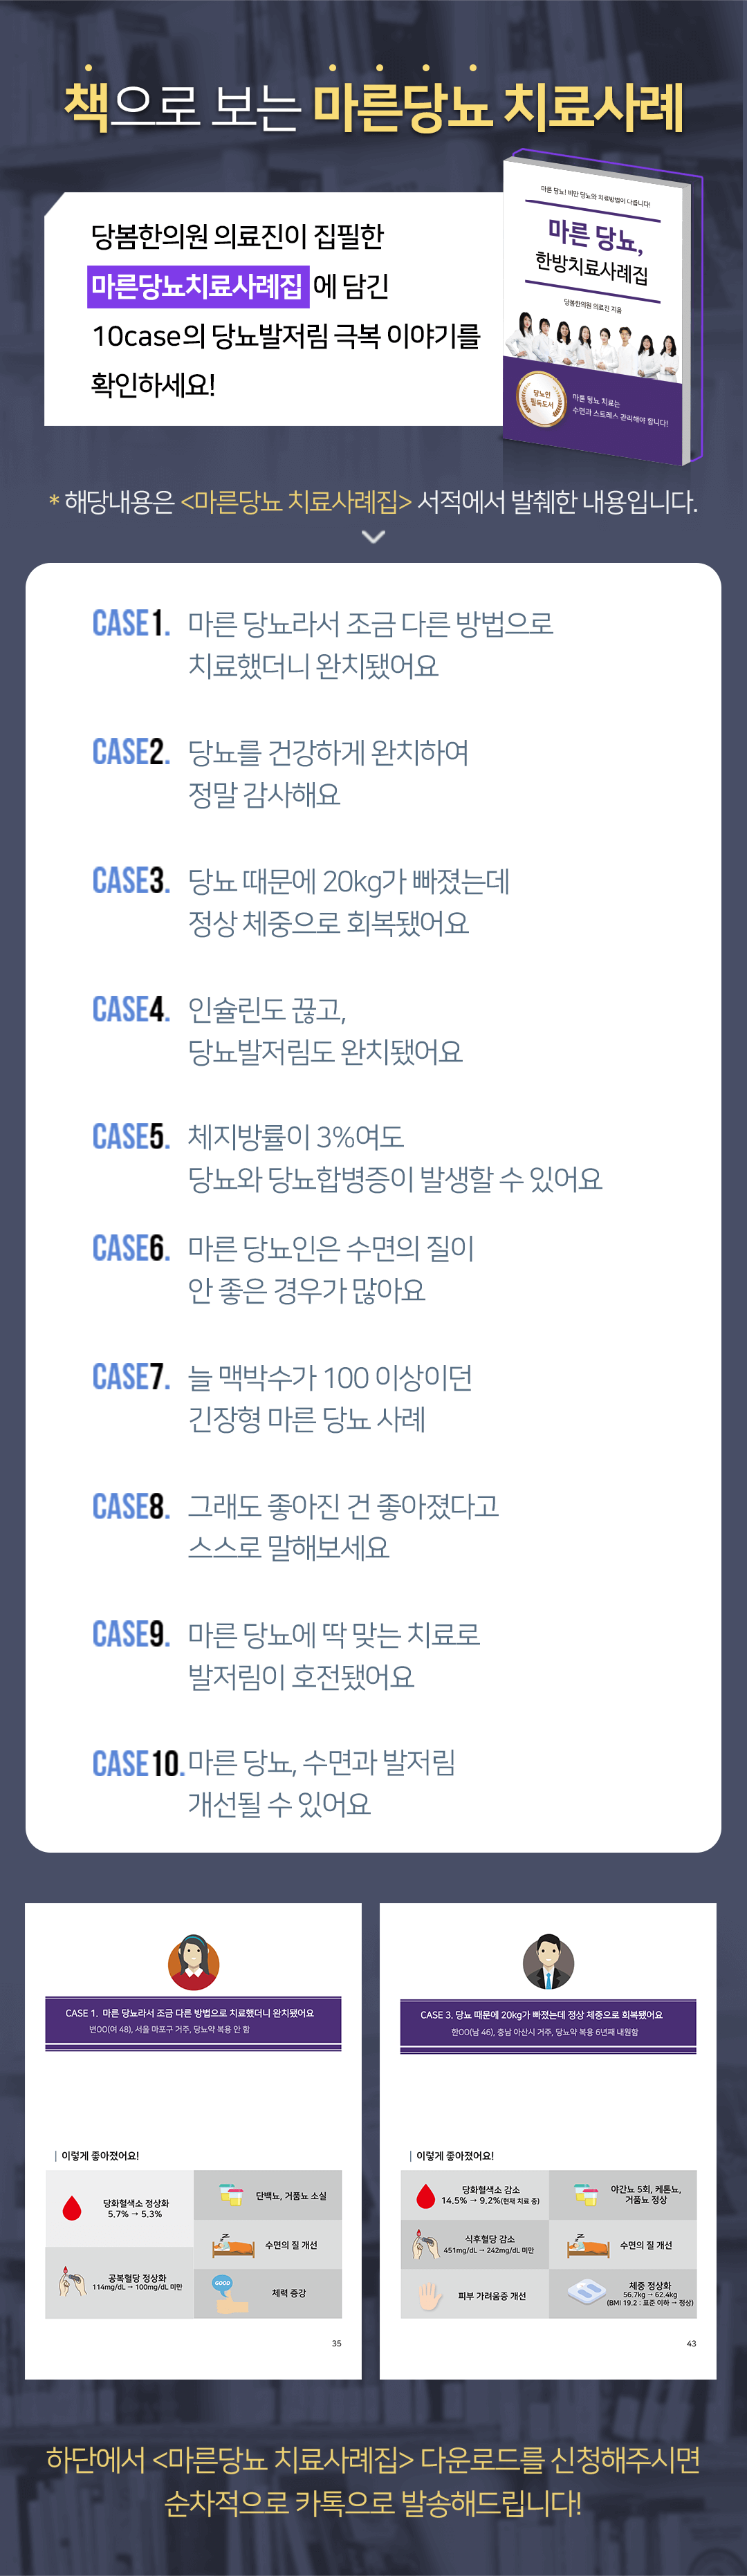 책으로 보는 마른당뇨 치료사례
당봄한의원 의료진이 집필한
마른당뇨치료사례집 에 담긴
10case의 당뇨발저림 극복 이야기를
확인하세요!
마른 당뇨! 비만 당뇨와 치료방법이 다릅니다!
마른 당뇨,
한방치료사례집
당봄한의원 의료진 지음
당뇨인
필독도서
마른 당뇨 치료는
수면과 스트레스 관리해야 합니다!
* 해당내용은 <마른당뇨 치료사례집> 서적에서 발췌한 내용입니다.
CASE1. 마른 당뇨라서 조금 다른 방법으로
치료했더니 완치됐어요
CASE2. 당뇨를 건강하게 완치하여
정말 감사해요
CASE3. 당뇨 때문에 20kg가 빠졌는데
정상 체중으로 회복됐어요
CASE4. 인슐린도 끊고,
당뇨발저림도 완치됐어요
CASE5. 체지방률이 3%여도
당뇨와 당뇨합병증이 발생할 수 있어요
CASE6. 마른 당뇨인은 수면의 질이
안 좋은 경우가 많아요
CASE7. 늘 맥박수가 100 이상이던
긴장형 마른 당뇨 사례
CASE8. 그래도 좋아진 건 좋아졌다고
스스로 말해보세요
CASE9. 마른 당뇨에 딱 맞는 치료로
발저림이 호전됐어요
CASE10. 마른 당뇨, 수면과 발저림
개선될 수 있어요
CASE 1. 마른 당뇨라서 조금 다른 방법으로 치료했더니 완치됐어요
변OO(여 48), 서울 마포구 거주, 당뇨약 복용 안 함
이렇게 좋아졌어요!
당화혈색소 정상화
5.7% → 5.3%
단백뇨, 거품뇨 소실
수면의 질 개선
공복혈당 정상화
114mg/dL → 100mg/dL 미만
GOOD
체력 증강
35
CASE 3. 당뇨 때문에 20kg가 빠졌는데 정상 체중으로 회복됐어요
한OO(남 46), 충남 아산시 거주, 당뇨약 복용 6년째 내원함
이렇게 좋아졌어요!
당화혈색소 감소
14.5% → 9.2%(현재 치료 중)
야간뇨 5회, 케톤뇨,
거품뇨 정상
식후혈당 감소
451mg/dL → 242mg/dL 미만
수면의 질 개선
피부 가려움증 개선
체중 정상화
56.7kg → 62.4kg
(BMI 19.2 : 표준 이하 → 정상)
43
하단에서 <마른당뇨 치료사례집> 다운로드를 신청해주시면
순차적으로 카톡으로 발송해드립니다!